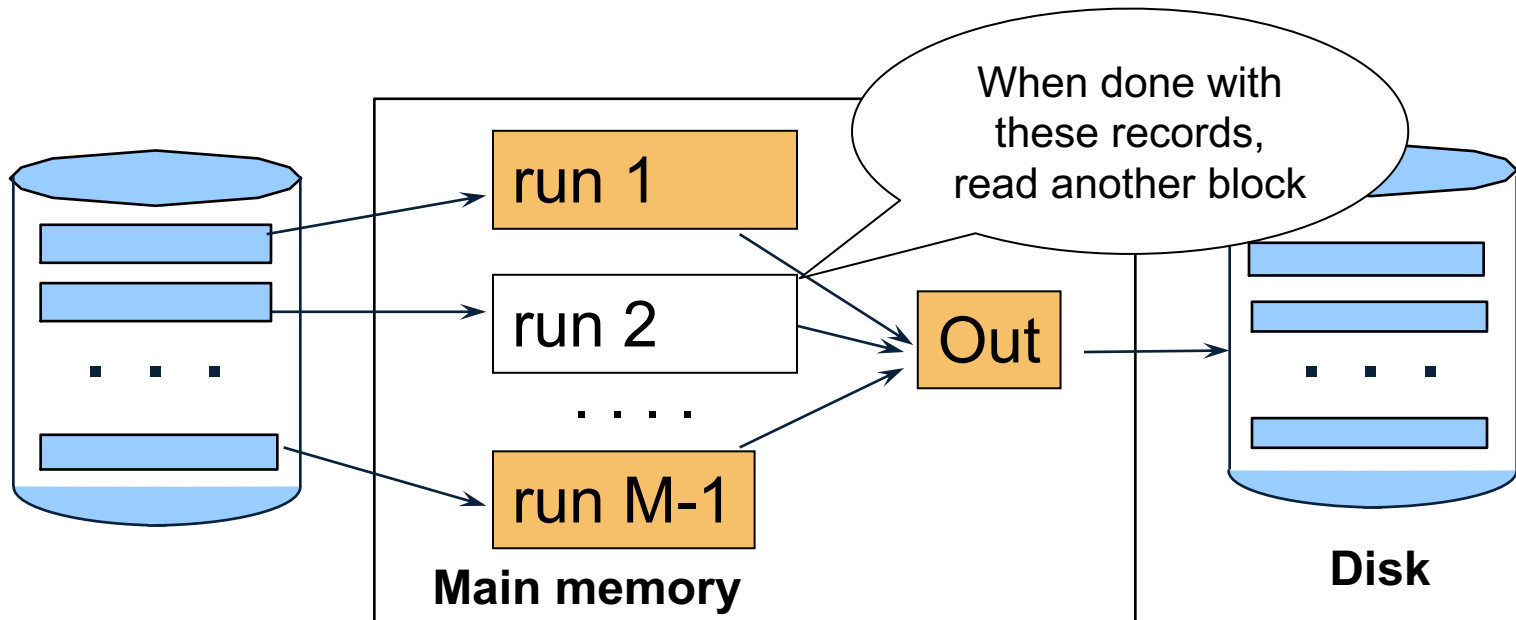 When done with
these records,
read another block
run 1
run 2
. . . .
run M-1
Out
. . .
. . .
Main memory
Disk